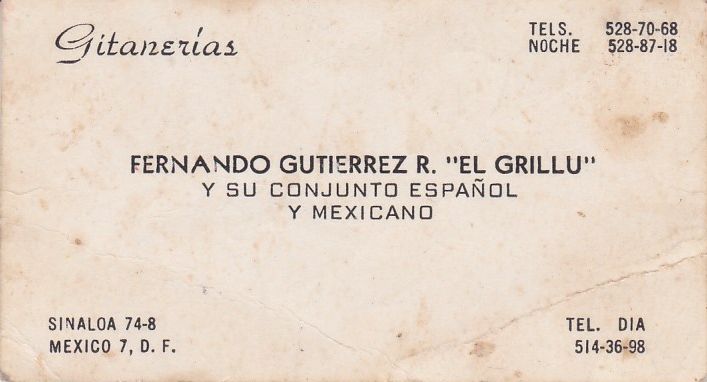 Gitanerías
TELS. 528-70-68
NOCHE 528-87-18
FERNANDO GUTIERREZ R. "EL GRILLU"
Y SU CONJUNTO ESPAÑOL
Y MEXICANO
SINALOA 74-8
MEXICO 7, D. F.
TEL. DIA
514-36-98